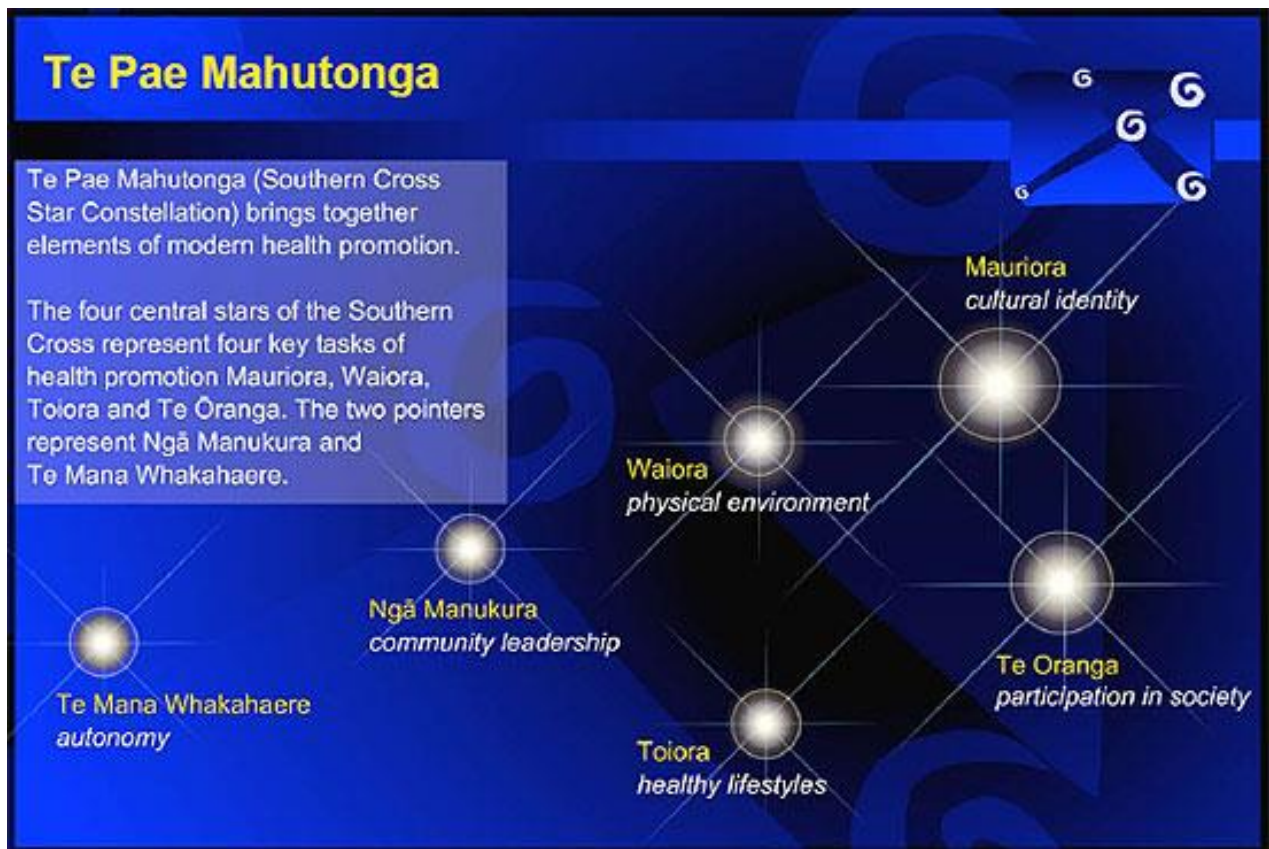 Te Pae Mahutonga
Te Pae Mahutonga (Southern Cross
Star Constellation) brings together
elements of modern health promotion.
The four central stars of the Southern
Cross represent four key tasks of
health promotion Mauriora, Waiora,
Toiora and Te Ōranga. The two pointers
represent Ngā Manukura and
Te Mana Whakahaere.
Mauriora
cultural identity
Waiora
physical environment
Ngā Manukura
community leadership
Te Oranga
participation in society
Te Mana Whakahaere
autonomy
Toiora
healthy lifestyles